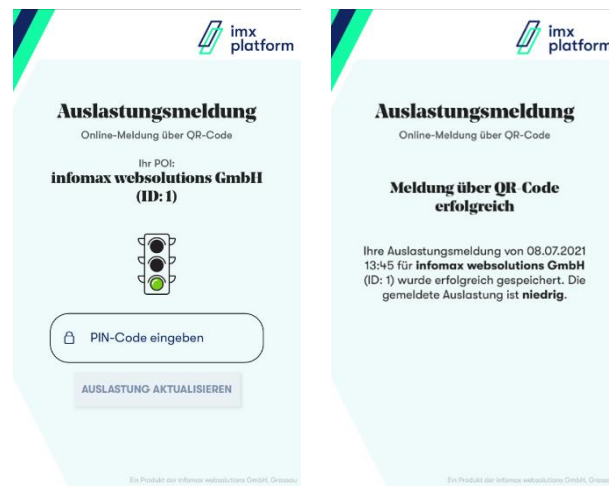 imx
platform
Auslastungsmeldung
Online-Meldung über QR-Code
Ihr POI:
infomax websolutions GmbH
(ID: 1)
PIN-Code eingeben
AUSLASTUNG AKTUALISIEREN
Ein Produkt der infomax websolutions GmbH, Grassau
imx
platform
Auslastungsmeldung
Online-Meldung über QR-Code
Meldung über QR-Code
erfolgreich
Ihre Auslastungsmeldung von 08.07.2021
13:45 für infomax websolutions GmbH
(ID: 1) wurde erfolgreich gespeichert. Die
gemeldete Auslastung ist niedrig.
Ein Produkt der infomax websolutions GmbH,